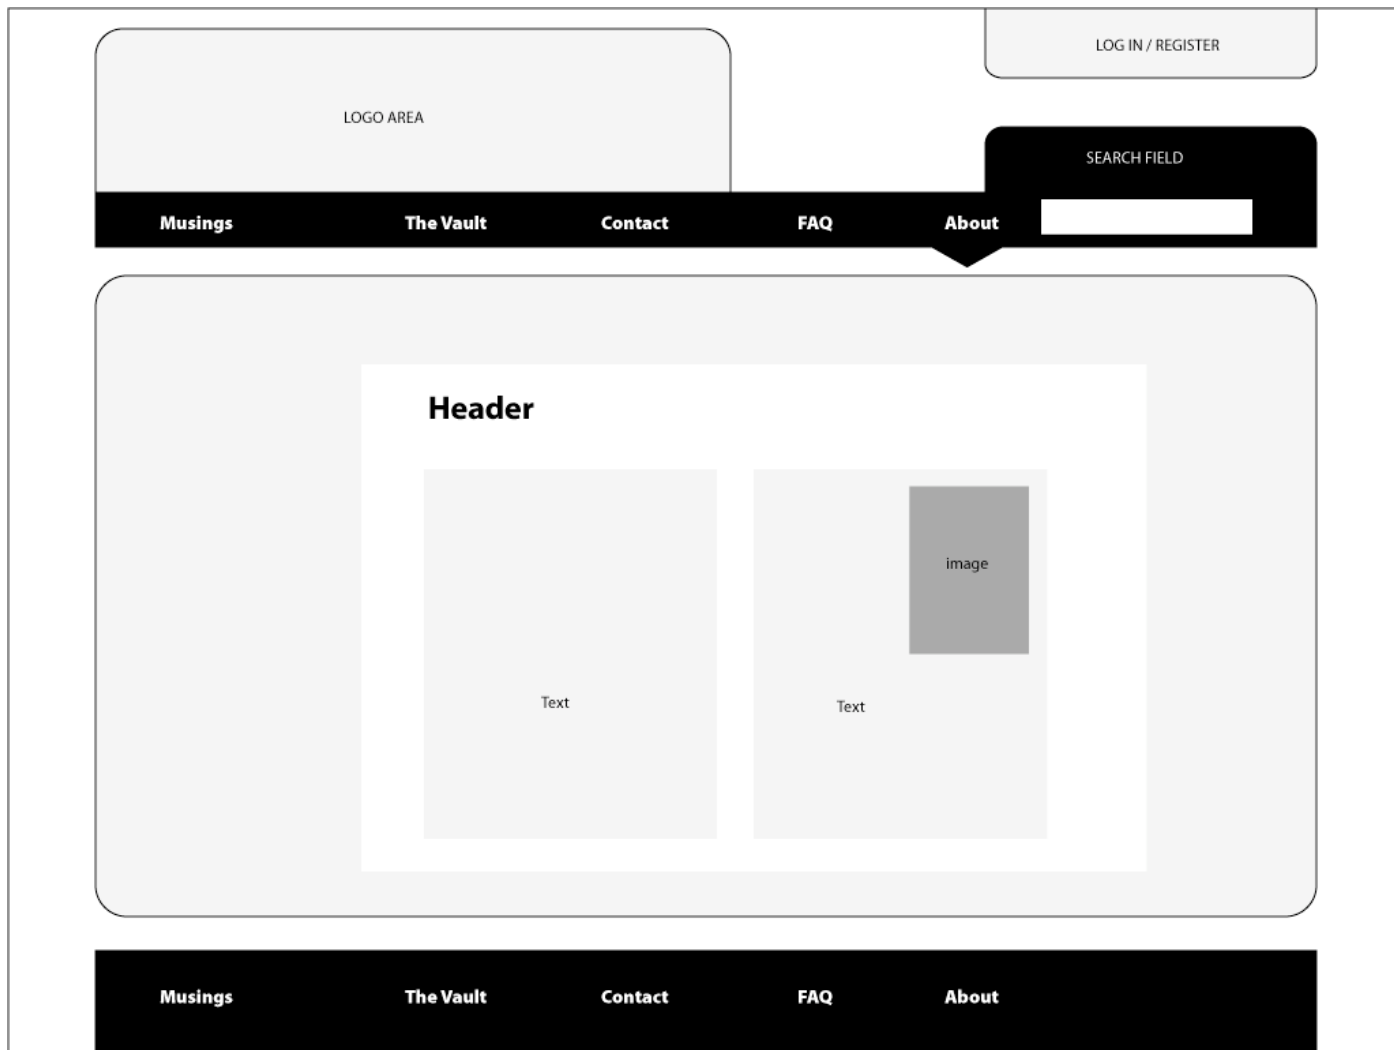 LOG IN / REGISTER
LOGO AREA
SEARCH FIELD
Musings The Vault Contact FAQ About
Header
image
Text
Text
Musings The Vault Contact FAQ About